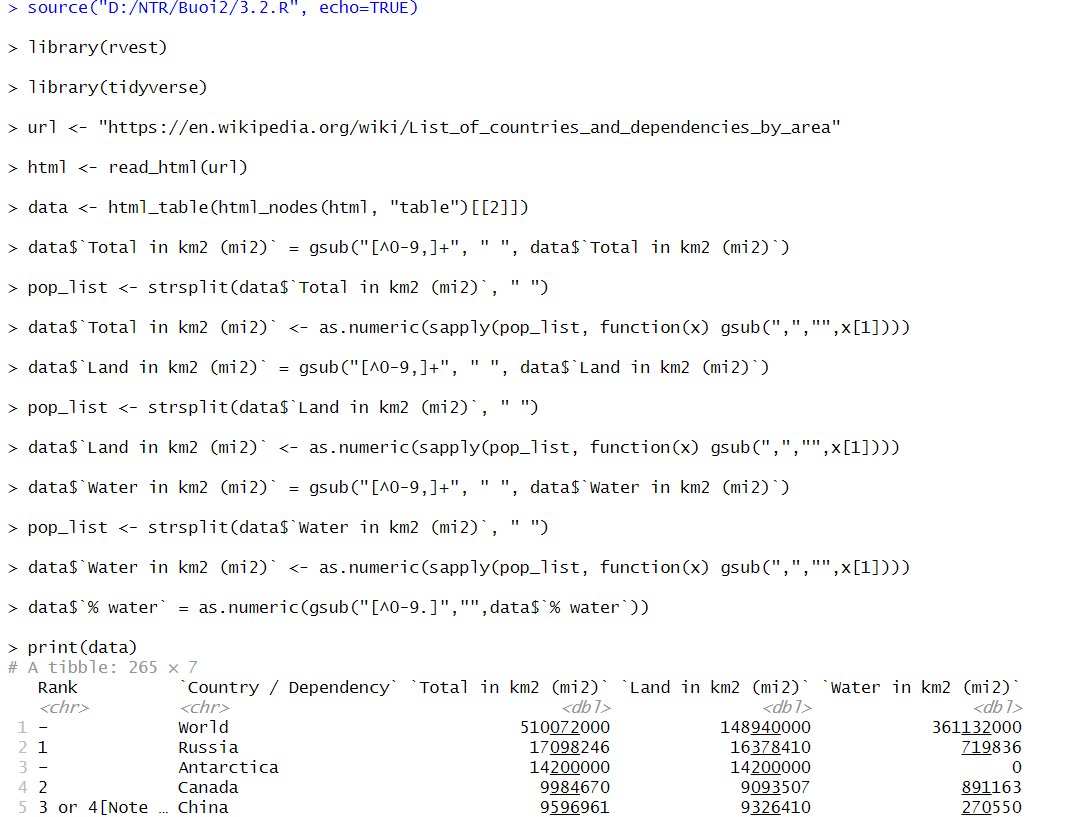 > source("D:/NTR/Buoi2/3.2.R", echo=TRUE)
> library(rvest)
> library(tidyverse)
> url <- "https://en.wikipedia.org/wiki/List_of_countries_and_dependencies_by_area"
> html <- read_html(url)
> data <- html_table(html_nodes(html, "table")[[2]])
> data$`Total in km2 (mi2)` = gsub("[^0-9,]+", " ", data$`Total in km2 (mi2)`)
> pop_list <- strsplit(data$`Total in km2 (mi2)`, " ")
> data$`Total in km2 (mi2)` <- as.numeric(sapply(pop_list, function(x) gsub(",","",x[1])))
> data$`Land in km2 (mi2)` = gsub("[^0-9,]+", " ", data$`Land in km2 (mi2)`)
> pop_list <- strsplit(data$`Land in km2 (mi2)`, " ")
> data$`Land in km2 (mi2)` <- as.numeric(sapply(pop_list, function(x) gsub(",","",x[1])))
> data$`Water in km2 (mi2)` = gsub("[^0-9,]+", " ", data$`Water in km2 (mi2)`)
> pop_list <- strsplit(data$`Water in km2 (mi2)`, " ")
> data$`Water in km2 (mi2)` <- as.numeric(sapply(pop_list, function(x) gsub(",","",x[1])))
> data$`% water` = as.numeric(gsub("[^0-9.]","",data$`% water`))
> print(data)
# A tibble: 265 × 7
Rank `Country / Dependency` `Total in km2 (mi2)` `Land in km2 (mi2)` `Water in km2 (mi2)`
<chr> <chr> <dbl> <dbl> <dbl>
1 – World 510072000 148940000 361132000
2 1 Russia 17098246 16378410 719836
3 – Antarctica 14200000 14200000 0
4 2 Canada 9984670 9093507 891163
5 3 or 4[Note … China 9596961 9326410 270550